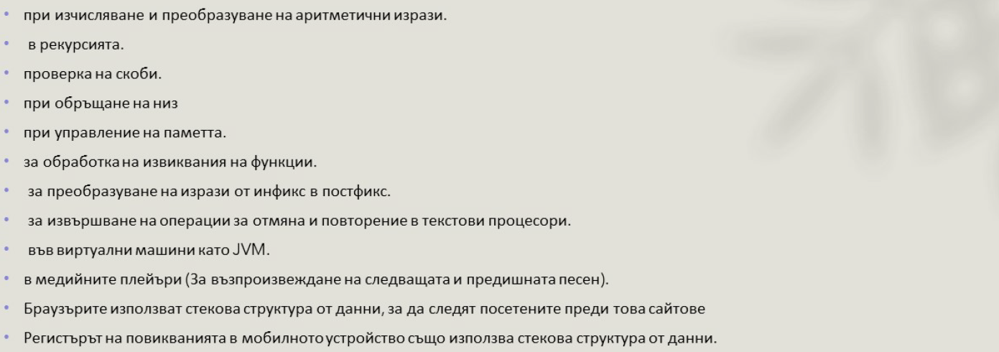 • при изчисляване и преобразуване на аритметични изрази.
• в рекурсията.
• проверка на скоби.
• при обръщане на низ
• при управление на паметта.
• за обработка на извиквания на функции.
• за преобразуване на изрази от инфикс в постфикс.
• за извършване на операции за отмяна и повторение в текстови процесори.
• във виртуални машини като JVM.
• в медийните плейъри (За възпроизвеждане на следващата и предишната песен).
• Браузърите използват стекова структура от данни, за да следят посетените преди това сайтове
• Регистърът на повикванията в мобилното устройство също използва стекова структура от данни.